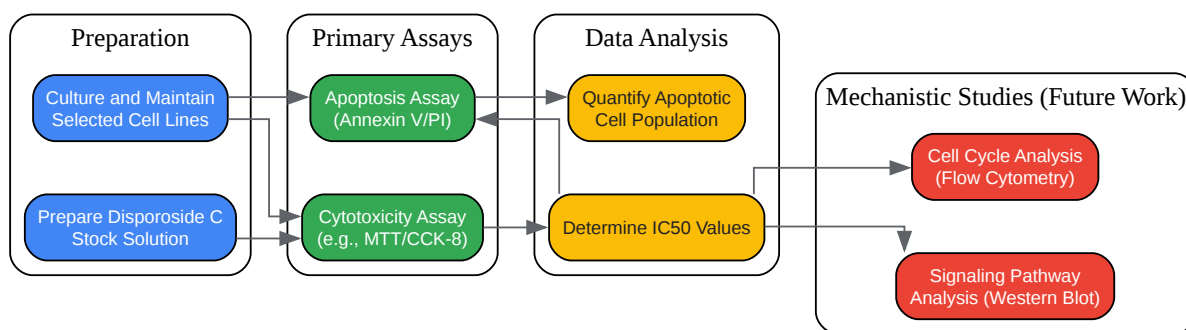 Preparation
Culture and Maintain
Selected Cell Lines
Prepare Disporoside C
Stock Solution
Primary Assays
Apoptosis Assay
(Annexin V/PI)
Cytotoxicity Assay
(e.g., MTT/CCK-8)
Data Analysis
Quantify Apoptotic
Cell Population
Determine IC50 Values
Mechanistic Studies (Future Work)
Cell Cycle Analysis
(Flow Cytometry)
Signaling Pathway
Analysis (Western Blot)